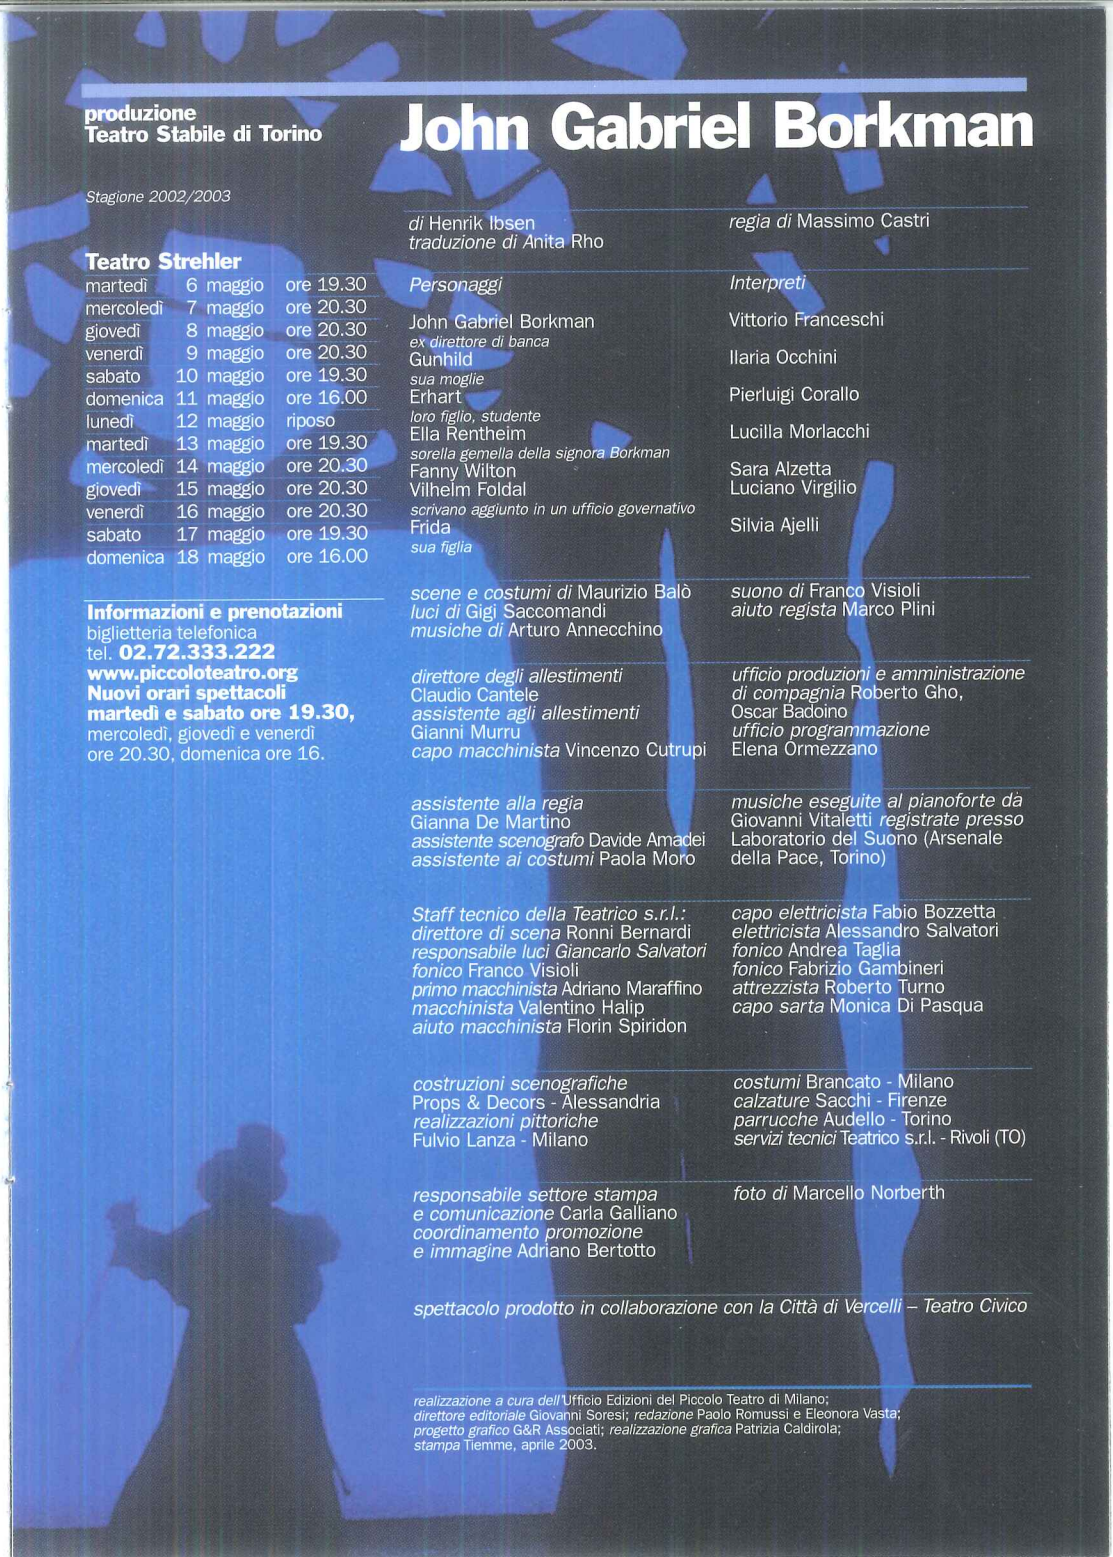 produzione
Teatro Stabile di Torino
John Gabriel Borkman
Stagione 2002/2003
Teatro Strehler
martedì 6 maggio ore 19.30
mercoledì 7 maggio ore 20.30
giovedì 8 maggio ore 20.30
venerdì 9 maggio ore 20.30
sabato 10 maggio ore 19.30
domenica 11 maggio ore 16.00
lunedì 12 maggio riposo
martedì 13 maggio ore 19.30
mercoledì 14 maggio ore 20.30
giovedì 15 maggio ore 20.30
venerdì 16 maggio ore 20.30
sabato 17 maggio ore 19.30
domenica 18 maggio ore 16.00
Informazioni e prenotazioni
biglietteria telefonica
tel. 02.72.333.222
www.piccoloteatro.org
Nuovi orari spettacoli
martedì e sabato ore 19.30,
mercoledì, giovedì e venerdì
ore 20.30, domenica ore 16.
di Henrik Ibsen
traduzione di Anita Rho
regia di Massimo Castri
Personaggi
Interpreti
John Gabriel Borkman
Vittorio Franceschi
ex direttore di banca
Gunhild
Ilaria Occhini
sua moglie
Erhart
Pierluigi Corallo
loro figlio, studente
Ella Rentheim
Lucilla Morlacchi
sorella gemella della signora Borkman
Fanny Wilton
Sara Alzetta
Vilhelm Foldal
Luciano Virgilio
scrivano aggiunto in un ufficio governativo
Frida
Silvia Ajelli
sua figlia
scene e costumi di Maurizio Balò
luci di Gigi Saccomandi
musiche di Arturo Annecchino
suono di Franco Visioli
aiuto regista Marco Plini
direttore degli allestimenti
Claudio Cantele
assistente agli allestimenti
Gianni Murru
capo macchinista Vincenzo Cutrupi
ufficio produzioni e amministrazione
di compagnia Roberto Gho,
Oscar Badoino
ufficio programmazione
Elena Ormezzano
assistente alla regia
Gianna De Martino
assistente scenografo Davide Amadei
assistente ai costumi Paola Moro
musiche eseguite al pianoforte da
Giovanni Vitaletti registrate presso
Laboratorio del Suono (Arsenale
della Pace, Torino)
Staff tecnico della Teatrico s.r.l.:
direttore di scena Ronni Bernardi
responsabile luci Giancarlo Salvatori
fonico Franco Visioli
primo macchinista Adriano Maraffino
macchinista Valentino Halip
aiuto macchinista Florin Spiridon
capo elettricista Fabio Bozzetta
elettricista Alessandro Salvatori
fonico Andrea Taglia
fonico Fabrizio Gambineri
attrezzista Roberto Turno
capo sarta Monica Di Pasqua
costruzioni scenografiche
Props & Decors - Alessandria
realizzazioni pittoriche
Fulvio Lanza - Milano
costumi Brancato - Milano
calzature Sacchi - Firenze
parrucche Audello - Torino
servizi tecnici Teatrico s.r.l. - Rivoli (TO)
responsabile settore stampa
e comunicazione Carla Galliano
coordinamento promozione
e immagine Adriano Bertotto
foto di Marcello Norberth
spettacolo prodotto in collaborazione con la Città di Vercelli – Teatro Civico
realizzazione a cura dell'Ufficio Edizioni del Piccolo Teatro di Milano;
direttore editoriale Giovanni Soresi; redazione Paolo Romussi e Eleonora Vasta;
progetto grafico G&R Associati; realizzazione grafica Patrizia Caldirola;
stampa Tiemme, aprile 2003.